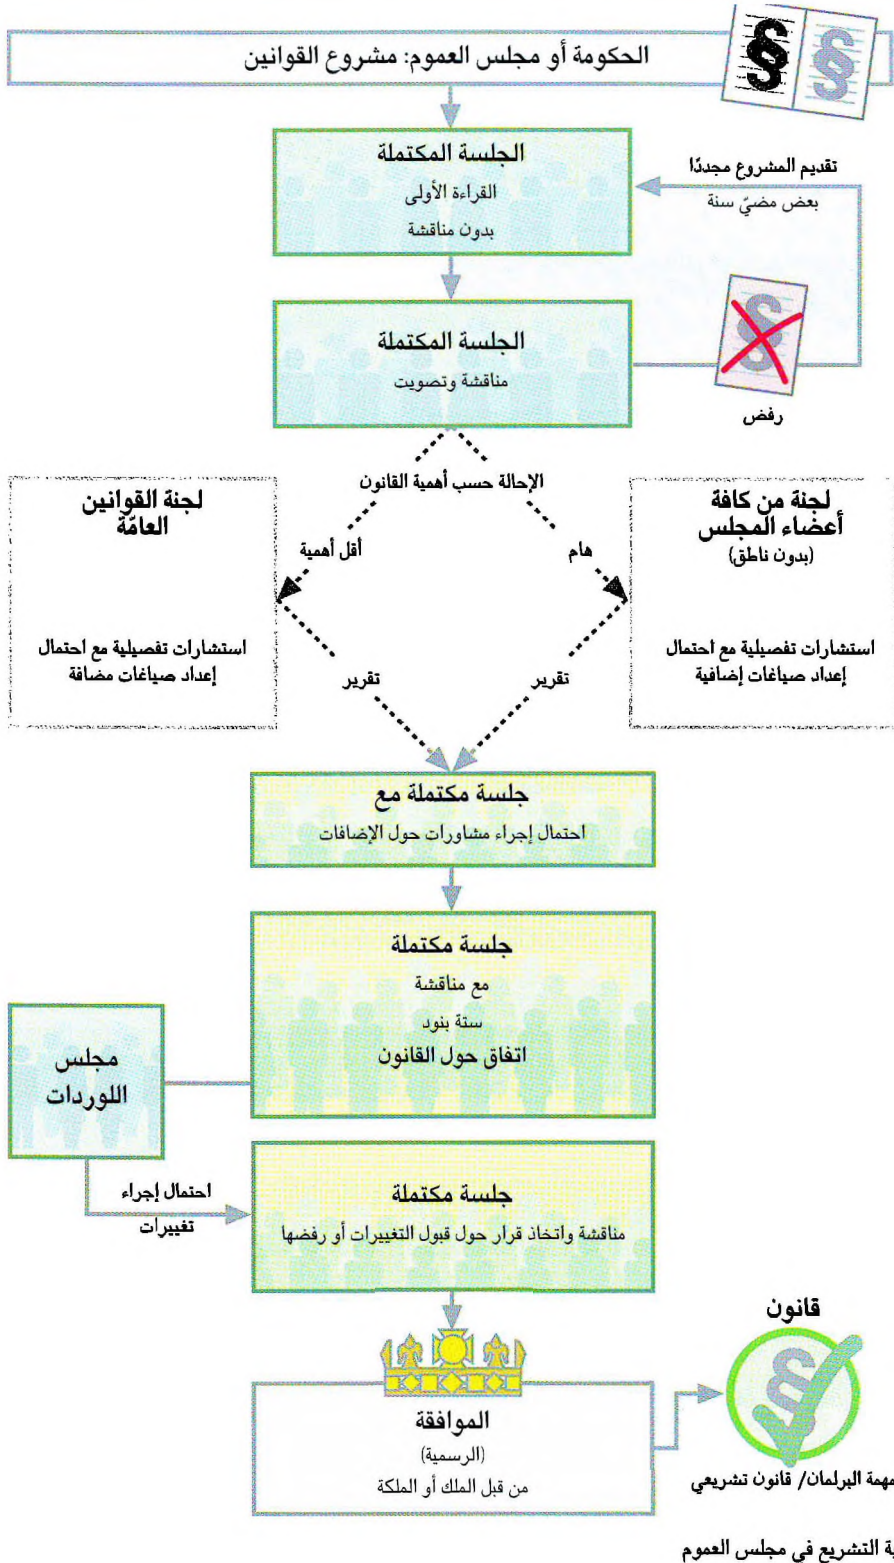 الحكومة أو مجلس العموم: مشروع القوانين
الجلسة المكتملة
القراءة الأولى
بدون مناقشة
تقديم المشروع مجددًا
بعض مضيّ سنة
الجلسة المكتملة
مناقشة وتصويت
رفض
الإحالة حسب أهمية القانون
هام
أقل أهمية
لجنة من كافة
أعضاء المجلس
(بدون ناطق)
استشارات تفصيلية مع احتمال
إعداد صياغات إضافية
لجنة القوانين
العامّة
استشارات تفصيلية مع احتمال
إعداد صياغات مضافة
تقرير
تقرير
جلسة مكتملة مع
احتمال إجراء مشاورات حول الإضافات
جلسة مكتملة
مع مناقشة
ستة بنود
اتفاق حول القانون
مجلس
اللوردات
احتمال إجراء
تغييرات
جلسة مكتملة
مناقشة واتخاذ قرار حول قبول التغييرات أو رفضها
الموافقة
(الرسمية)
من قبل الملك أو الملكة
قانون
مهمة البرلمان/ قانون تشريعي
التشريع في مجلس العموم